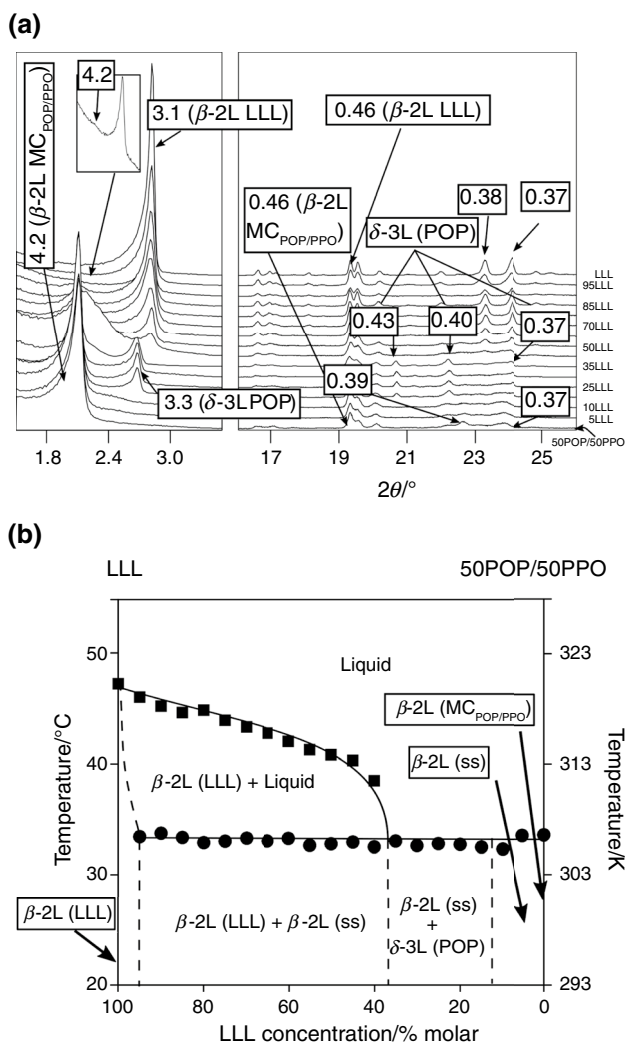 (a)
4.2
4.2 (β-2L MC_POP/PPO)
3.1 (β-2L LLL)
0.46 (β-2L LLL)
0.46 (β-2L
MC_POP/PPO)
0.38
0.37
δ-3L (POP)
0.43
0.40
0.37
0.39
0.37
3.3 (δ-3L POP)
LLL
95LLL
85LLL
70LLL
50LLL
35LLL
25LLL
10LLL
5LLL
50POP/50PPO
1.8 2.4 3.0 17 19 21 23 25
2θ/°
(b)
LLL 50POP/50PPO
Liquid
β-2L (MC_POP/PPO)
β-2L (ss)
β-2L (LLL) + Liquid
β-2L (LLL)
β-2L (LLL) + β-2L (ss)
β-2L (ss)
+
δ-3L (POP)
Temperature/°C
50
40
30
20
Temperature/K
323
313
303
293
100 80 60 40 20 0
LLL concentration/% molar